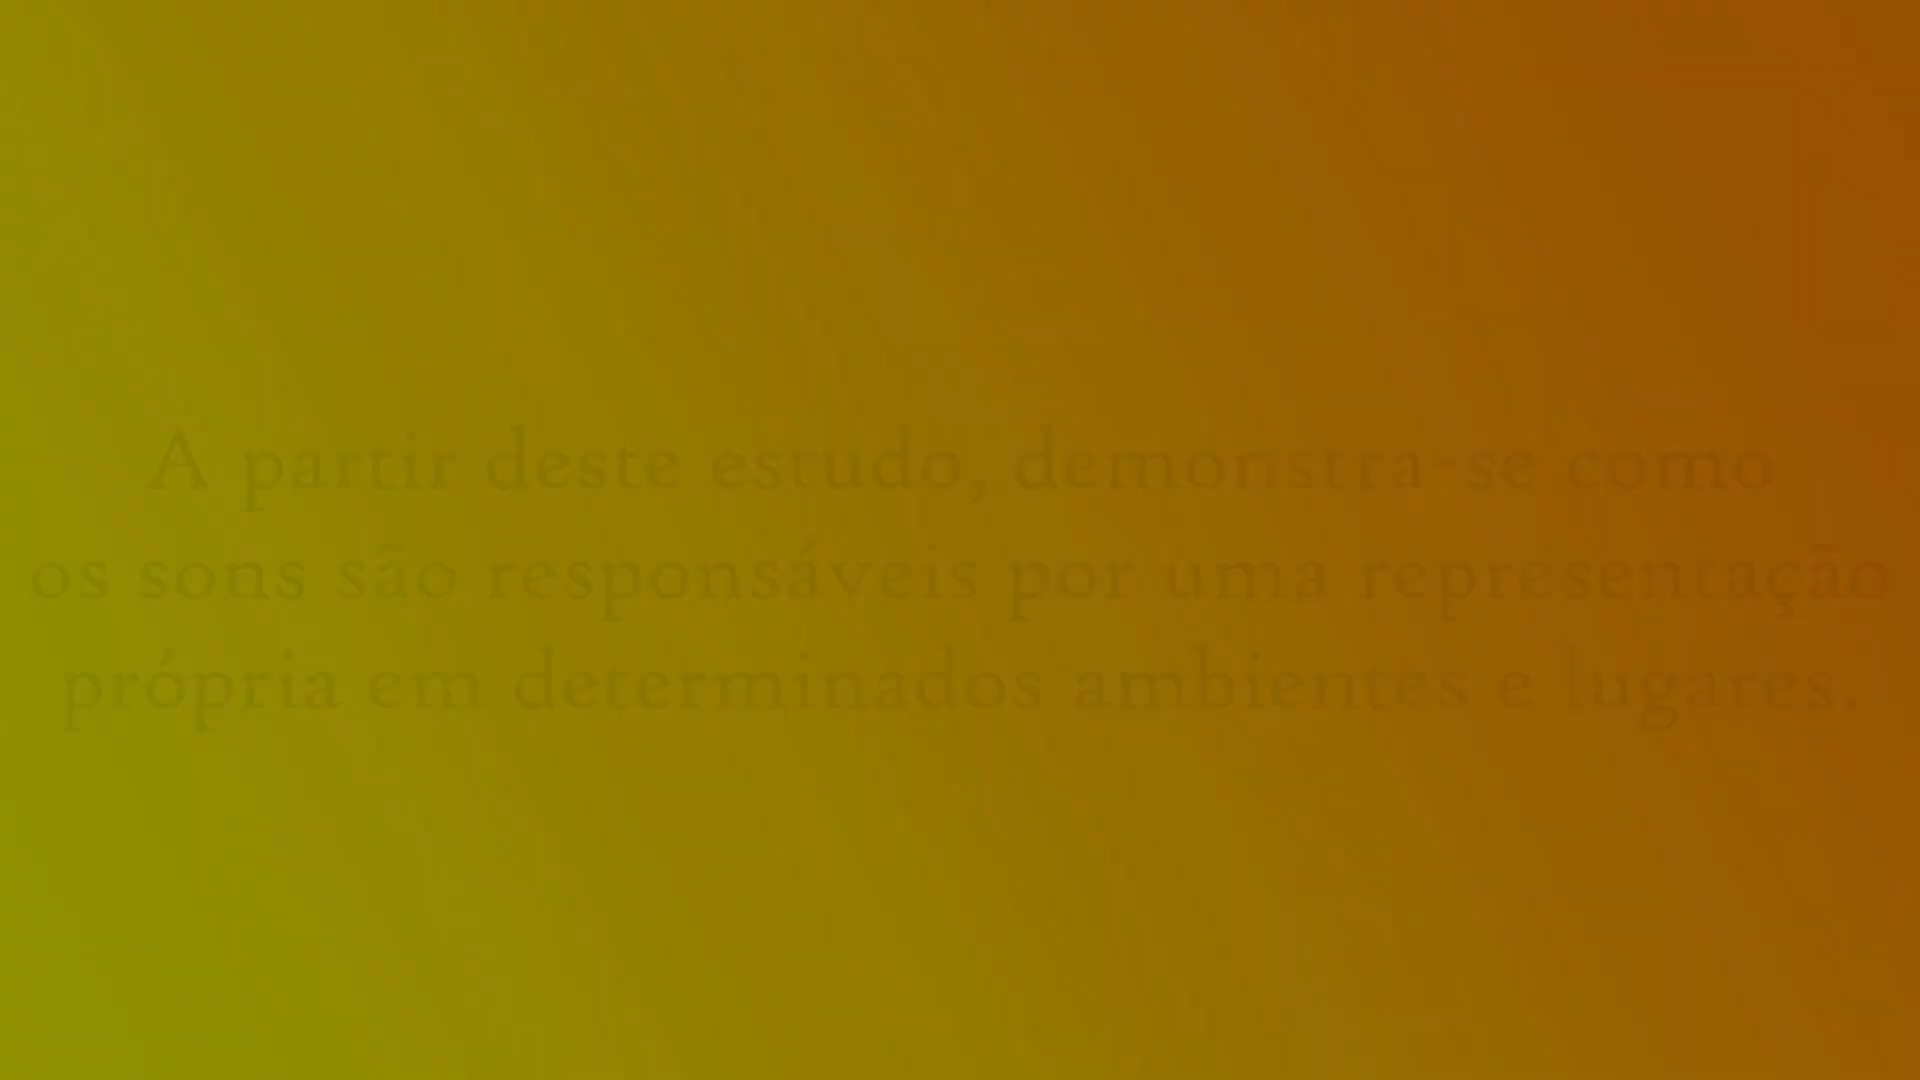 A partir deste estudo, demonstra-se como
os sons são responsáveis por uma representação
própria em determinados ambientes e lugares.